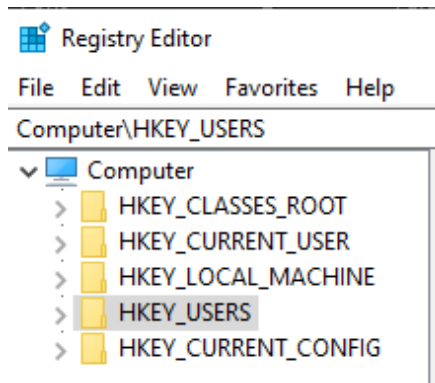 Registry Editor
File Edit View Favorites Help
Computer\HKEY_USERS
Computer
HKEY_CLASSES_ROOT
HKEY_CURRENT_USER
HKEY_LOCAL_MACHINE
HKEY_USERS
HKEY_CURRENT_CONFIG